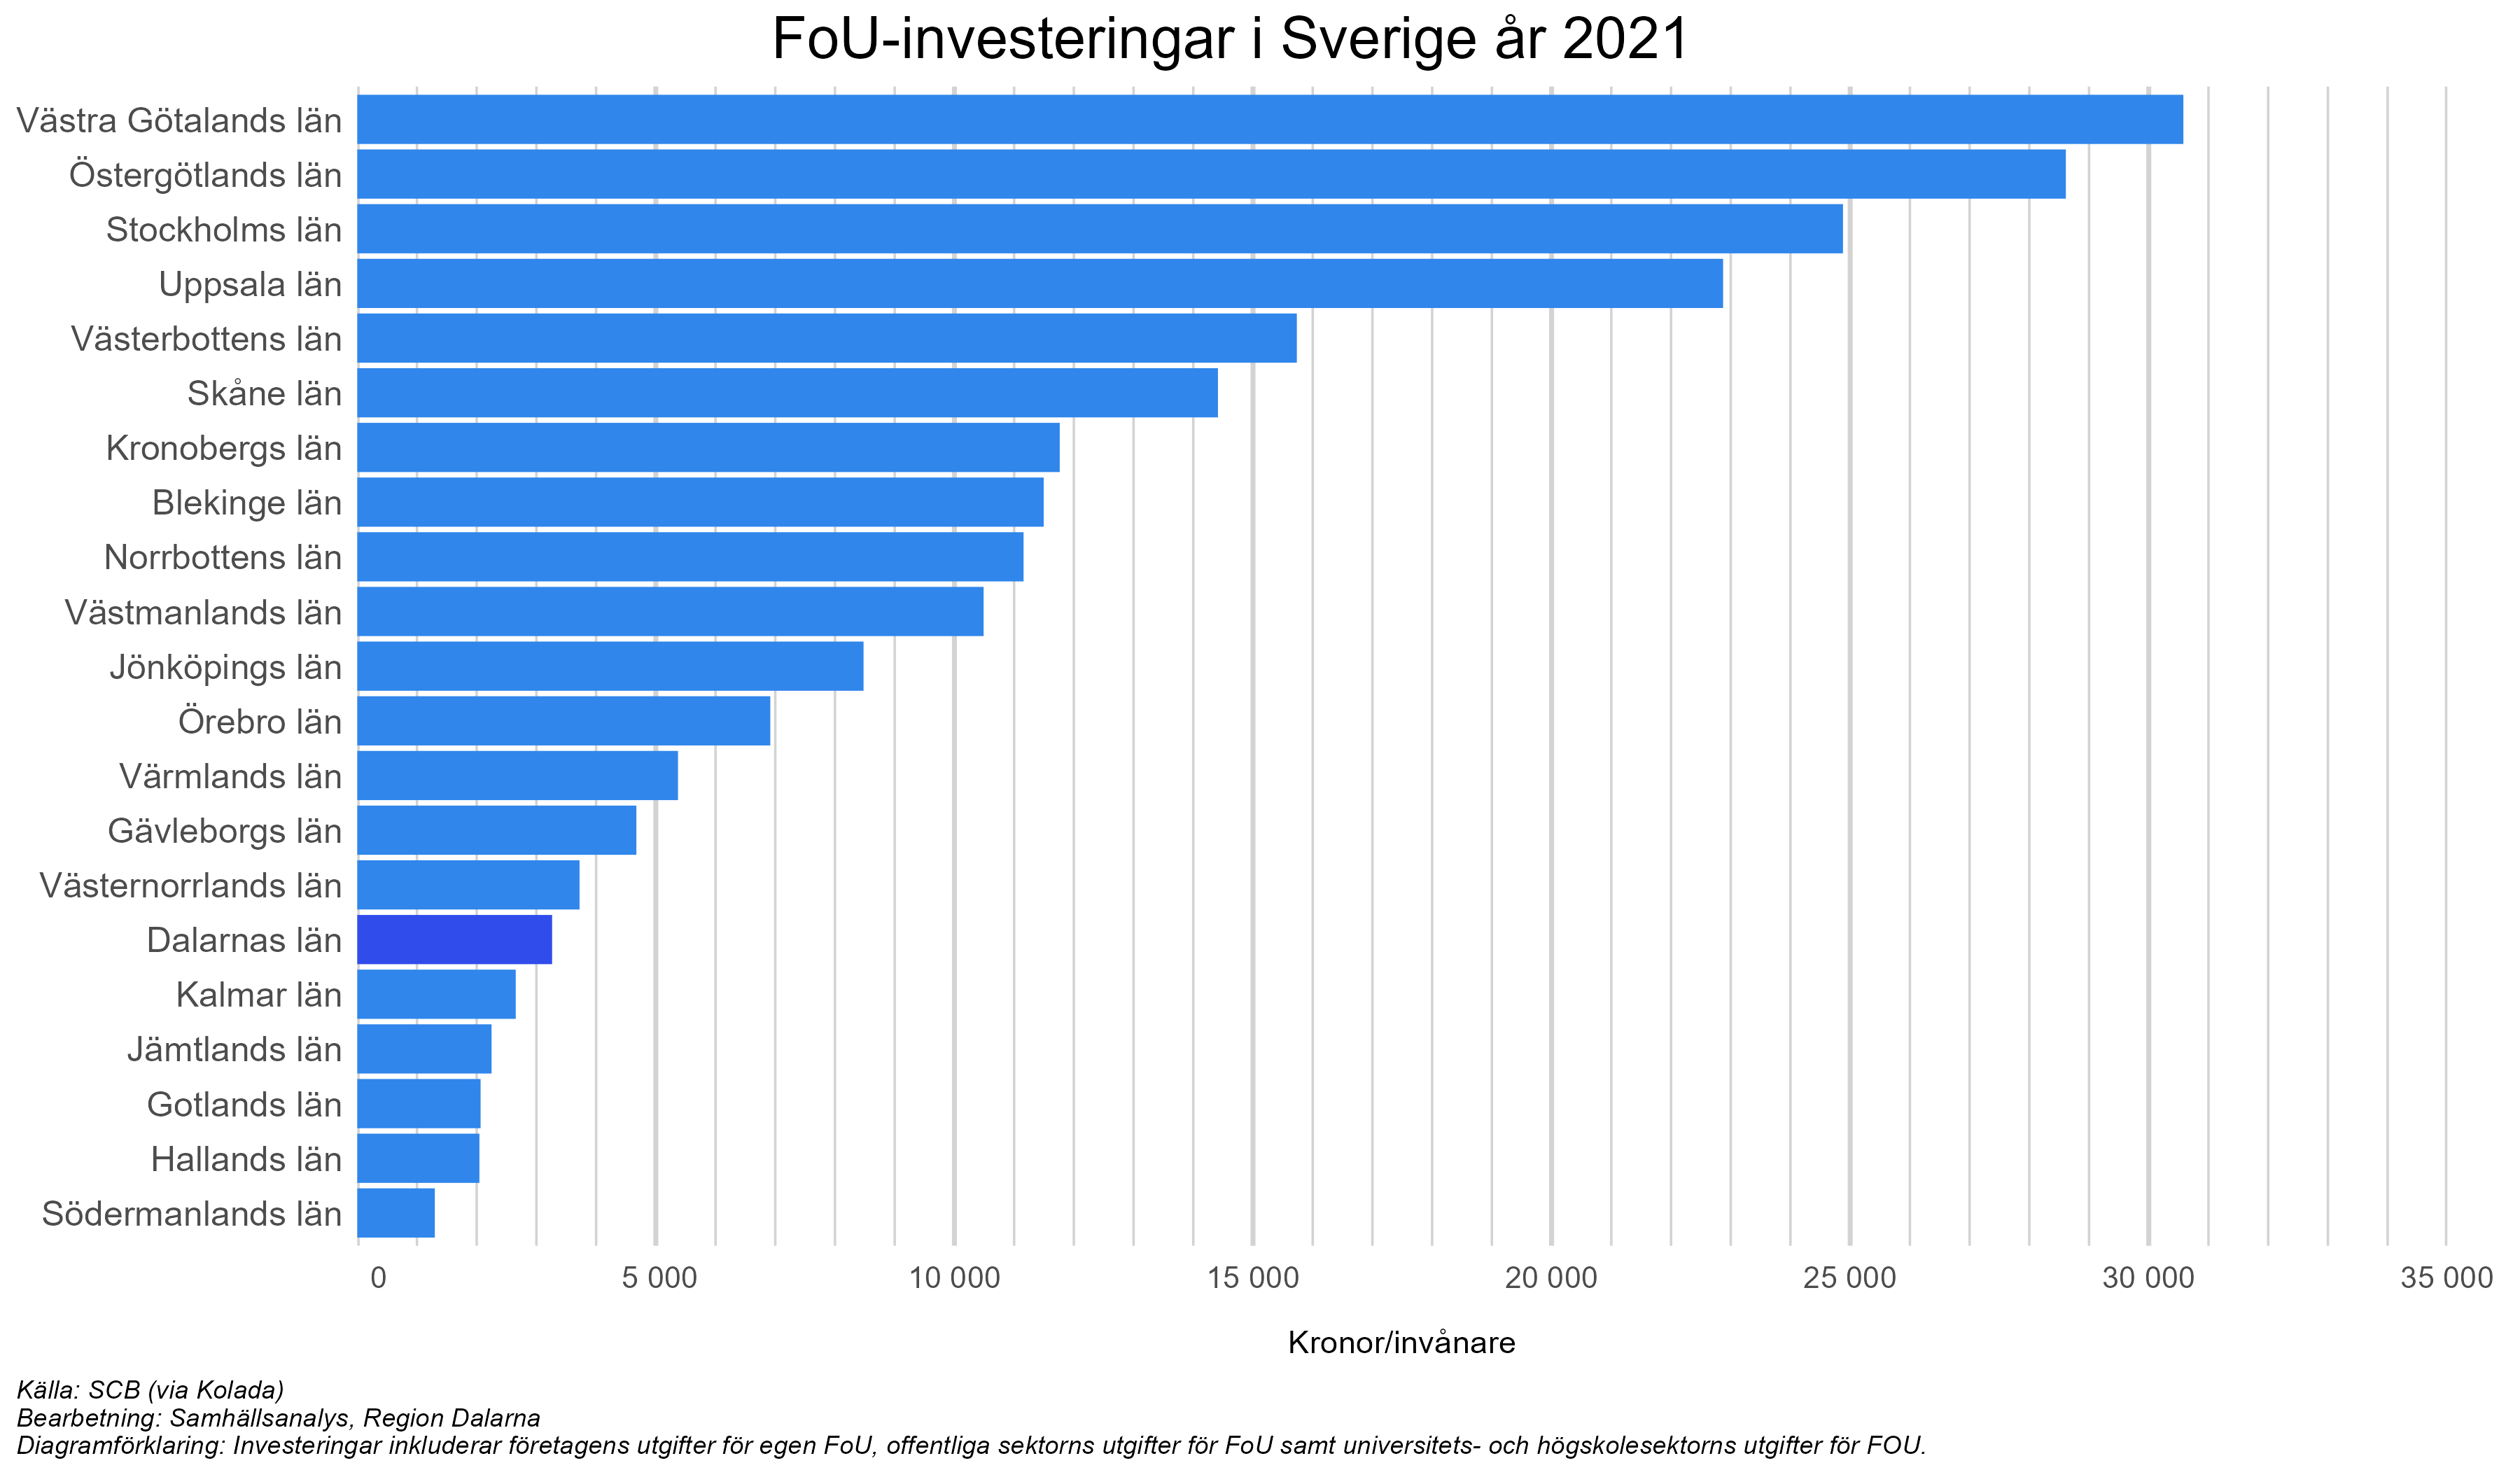 FoU-investeringar i Sverige år 2021
Västra Götalands län
Östergötlands län
Stockholms län
Uppsala län
Västerbottens län
Skåne län
Kronobergs län
Blekinge län
Norrbottens län
Västmanlands län
Jönköpings län
Örebro län
Värmlands län
Gävleborgs län
Västernorrlands län
Dalarnas län
Kalmar län
Jämtlands län
Gotlands län
Hallands län
Södermanlands län
0 5 000 10 000 15 000 20 000 25 000 30 000 35 000
Kronor/invånare
Källa: SCB (via Kolada)
Bearbetning: Samhällsanalys, Region Dalarna
Diagramförklaring: Investeringar inkluderar företagens utgifter för egen FoU, offentliga sektorns utgifter för FoU samt universitets- och högskolesektorns utgifter för FOU.